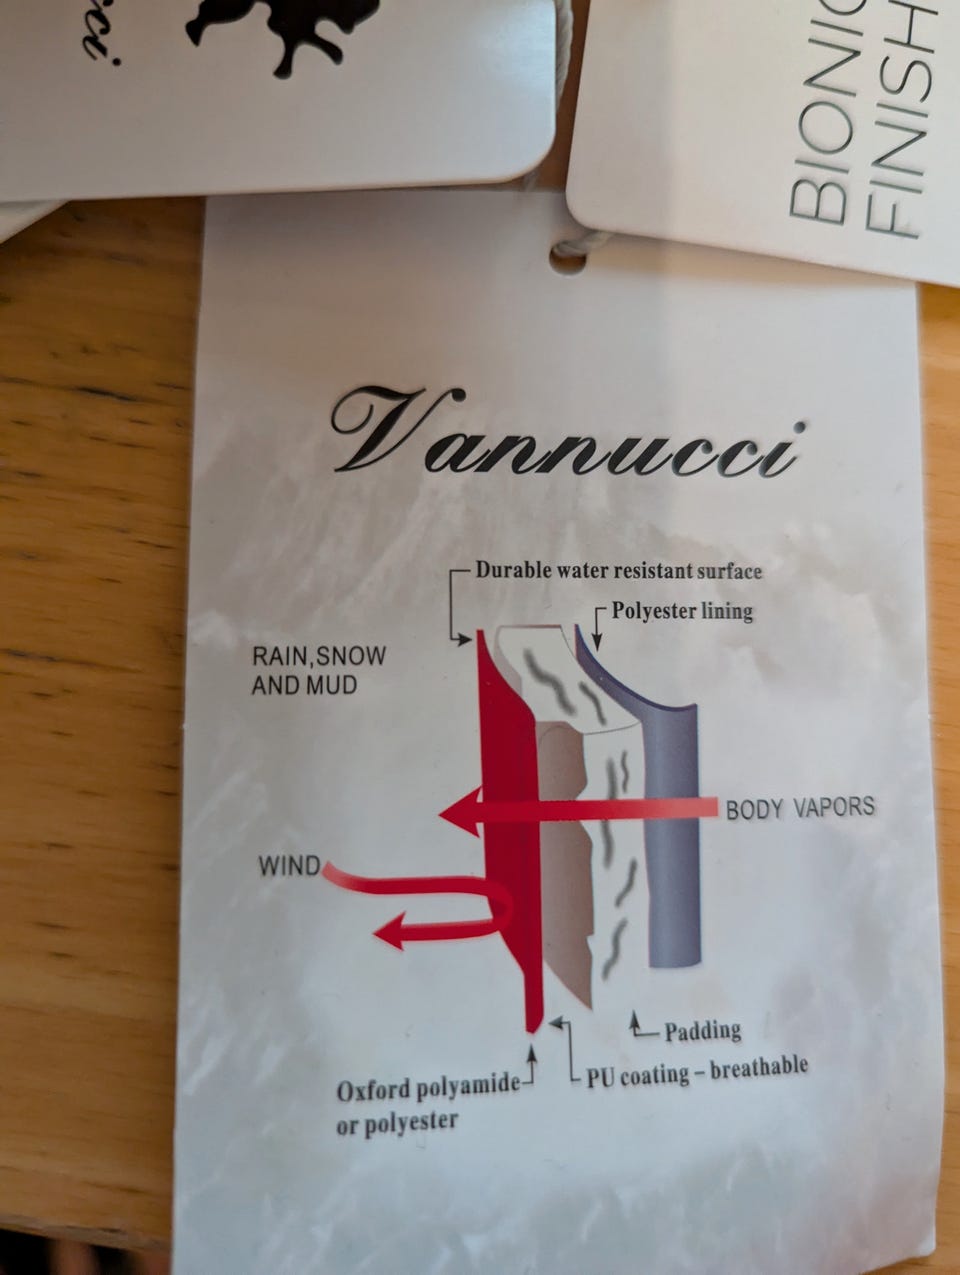 BIONIC
FINISH
Vannucci
Durable water resistant surface
Polyester lining
RAIN,SNOW
AND MUD
BODY VAPORS
WIND
Padding
PU coating – breathable
Oxford polyamide
or polyester